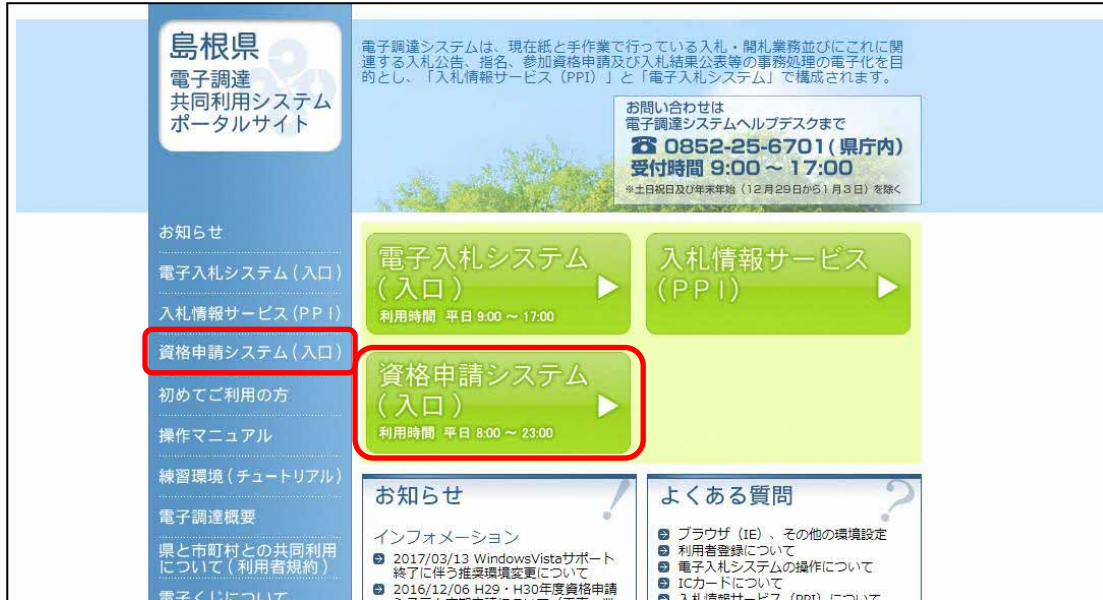 島根県
電子調達
共同利用システム
ポータルサイト
電子調達システムは、現在紙と手作業で行っている入札・開札業務並びにこれに関
連する入札公告、指名、参加資格申請及び入札結果公表等の事務処理の電子化を目
的とし、「入札情報サービス（PPI）」と「電子入札システム」で構成されます。
お問い合わせは
電子調達システムヘルプデスクまで
☎ 0852-25-6701(県庁内)
受付時間 9:00 ～ 17:00
※土日祝日及び年末年始（12月29日から1月3日）を除く
お知らせ
電子入札システム(入口)
入札情報サービス(PPI)
資格申請システム(入口)
初めてご利用の方
操作マニュアル
練習環境(チュートリアル)
電子調達概要
県と市町村との共同利用
について(利用者規約)
電子くじについて
電子入札システム
(入口)
利用時間 平日 9:00 ～ 17:00
入札情報サービス
(PPI)
資格申請システム
(入口)
利用時間 平日 8:00 ～ 23:00
お知らせ
インフォメーション
2017/03/13 WindowsVistaサポート
終了に伴う推奨環境変更について
2016/12/06 H29・H30年度資格申請
よくある質問
ブラウザ（IE）、その他の環境設定
利用者登録について
電子入札システムの操作について
ICカードについて
入札情報サービス（PPI）について